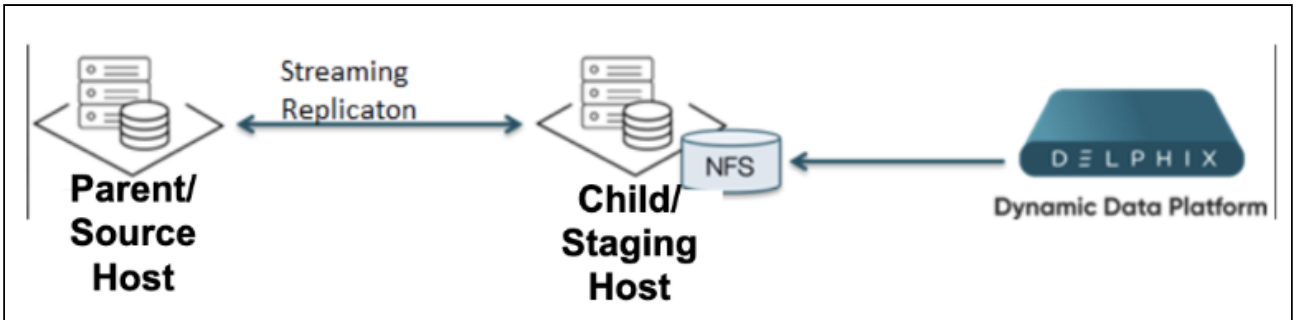 Streaming
Replicaton
Parent/
Source
Host
Child/
Staging
Host
NFS
DELPHIX
Dynamic Data Platform